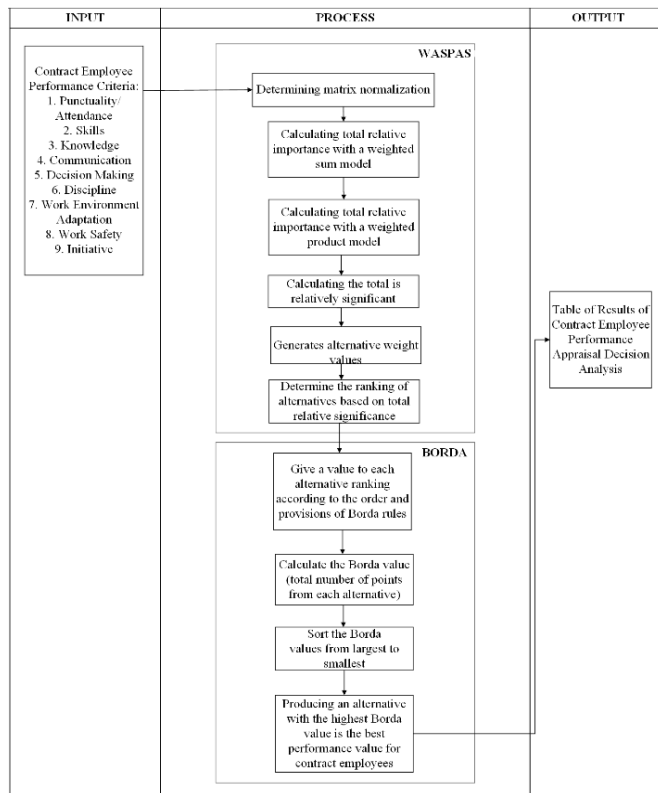 INPUT
PROCESS
OUTPUT
Contract Employee
Performance Criteria:
1. Punctuality/
Attendance
2. Skills
3. Knowledge
4. Communication
5. Decision Making
6. Discipline
7. Work Environment
Adaptation
8. Work Safety
9. Initiative
WASPAS
Determining matrix normalization
Calculating total relative
importance with a weighted
sum model
Calculating total relative
importance with a weighted
product model
Calculating the total is
relatively significant
Generates alternative weight
values
Determine the ranking of
alternatives based on total
relative significance
BORDA
Give a value to each
alternative ranking
according to the order and
provisions of Borda rules
Calculate the Borda value
(total number of points
from each alternative)
Sort the Borda
values from largest to
smallest
Producing an alternative
with the highest Borda
value is the best
performance value for
contract employees
Table of Results of
Contract Employee
Performance
Appraisal Decision
Analysis